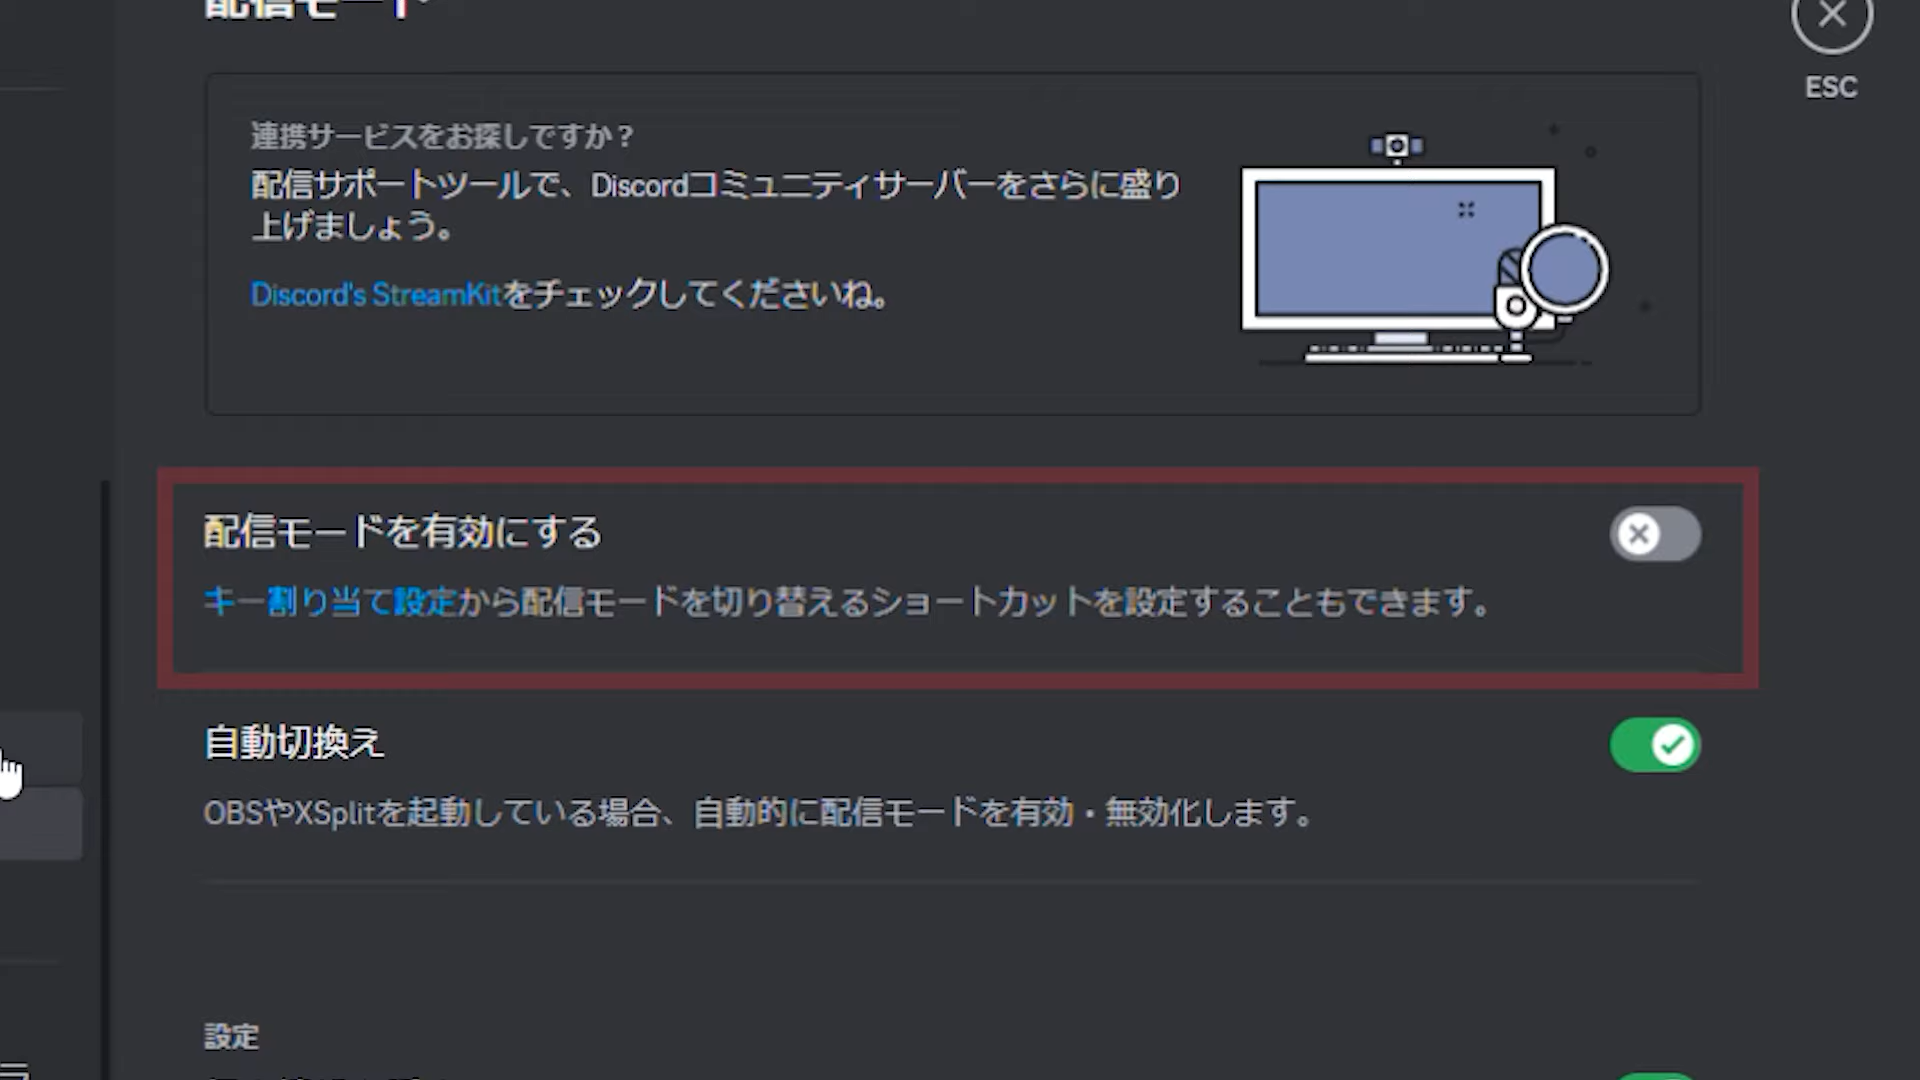 配信モード
ESC
連携サービスをお探しですか？
配信サポートツールで、Discordコミュニティサーバーをさらに盛り
上げましょう。
Discord's StreamKitをチェックしてくださいね。
配信モードを有効にする
キー割り当て設定から配信モードを切り替えるショートカットを設定することもできます。
自動切換え
OBSやXSplitを起動している場合、自動的に配信モードを有効・無効化します。
設定